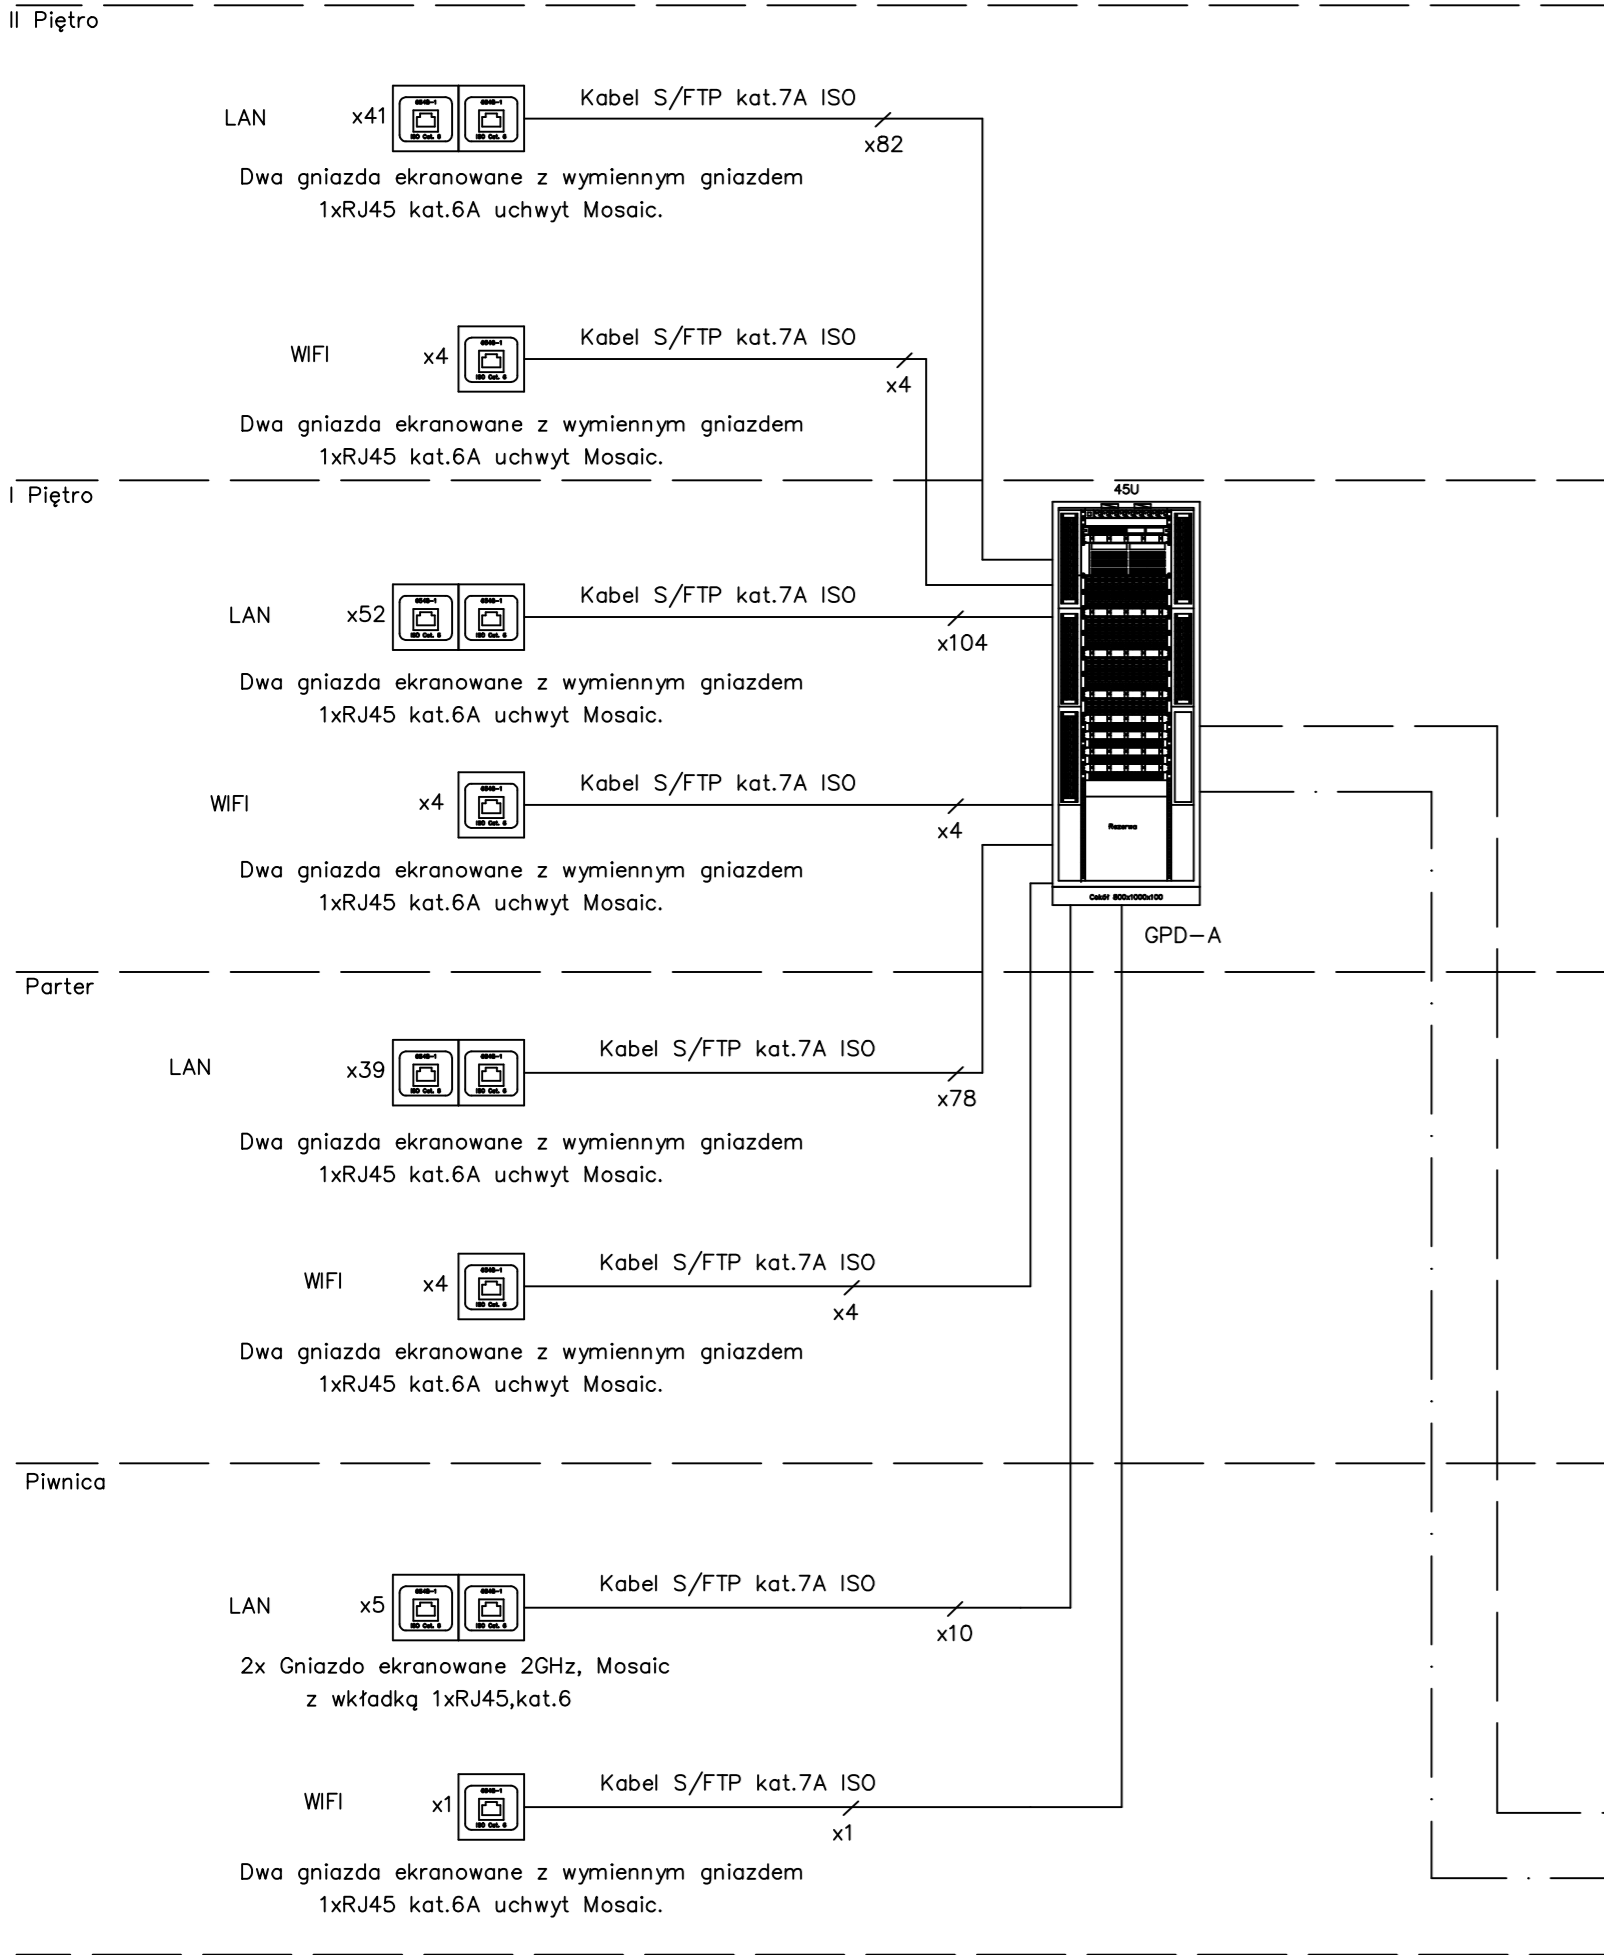 II Piętro
Kabel S/FTP kat.7A ISO
LAN x41 x82
Dwa gniazda ekranowane z wymiennym gniazdem
1xRJ45 kat.6A uchwyt Mosaic.
Kabel S/FTP kat.7A ISO
WIFI x4 x4
Dwa gniazda ekranowane z wymiennym gniazdem
1xRJ45 kat.6A uchwyt Mosaic.
I Piętro
45U
Kabel S/FTP kat.7A ISO
LAN x52 x104
Dwa gniazda ekranowane z wymiennym gniazdem
1xRJ45 kat.6A uchwyt Mosaic.
Kabel S/FTP kat.7A ISO
WIFI x4 x4
Rezerwa
Dwa gniazda ekranowane z wymiennym gniazdem
1xRJ45 kat.6A uchwyt Mosaic.
Cokół 800x1000x100
GPD-A
Parter
Kabel S/FTP kat.7A ISO
LAN x39 x78
Dwa gniazda ekranowane z wymiennym gniazdem
1xRJ45 kat.6A uchwyt Mosaic.
Kabel S/FTP kat.7A ISO
WIFI x4 x4
Dwa gniazda ekranowane z wymiennym gniazdem
1xRJ45 kat.6A uchwyt Mosaic.
Piwnica
Kabel S/FTP kat.7A ISO
LAN x5 x10
2x Gniazdo ekranowane 2GHz, Mosaic
z wkładką 1xRJ45,kat.6
Kabel S/FTP kat.7A ISO
WIFI x1 x1
Dwa gniazda ekranowane z wymiennym gniazdem
1xRJ45 kat.6A uchwyt Mosaic.